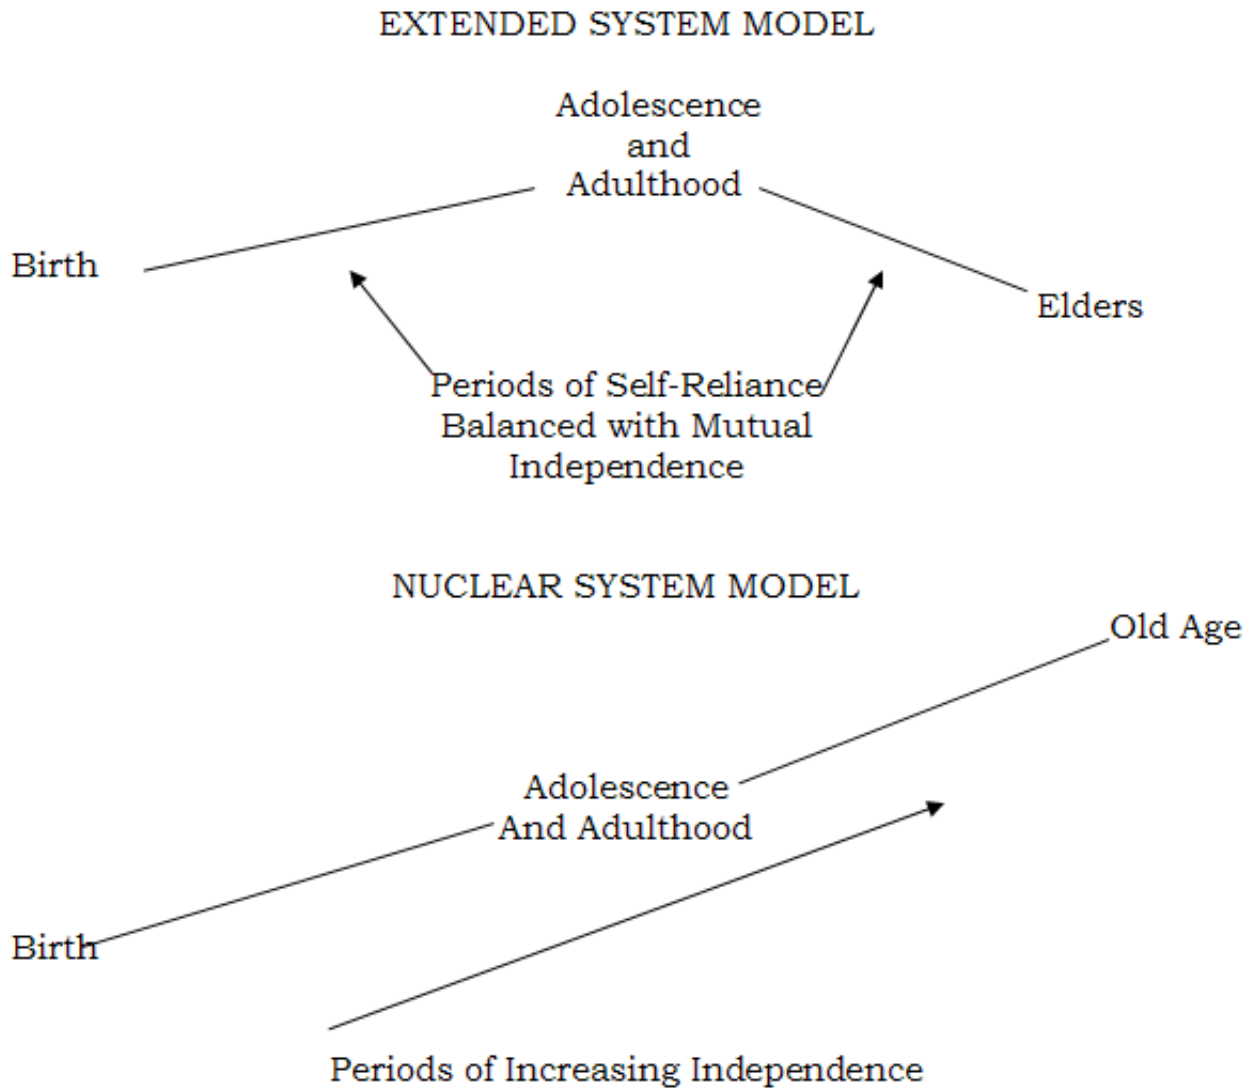 EXTENDED SYSTEM MODEL
Adolescence
and
Adulthood
Birth
Elders
Periods of Self-Reliance
Balanced with Mutual
Independence
NUCLEAR SYSTEM MODEL
Old Age
Adolescence
And Adulthood
Birth
Periods of Increasing Independence